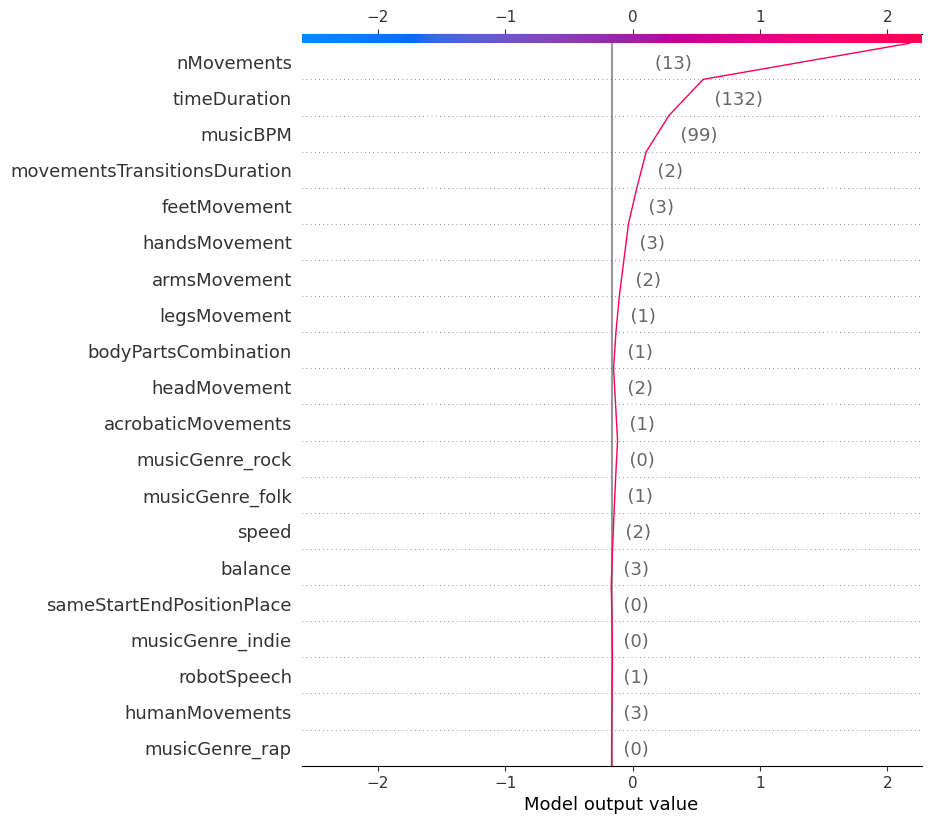 −2 −1 0 1 2
nMovements (13)
timeDuration (132)
musicBPM (99)
movementsTransitionsDuration (2)
feetMovement (3)
handsMovement (3)
armsMovement (2)
legsMovement (1)
bodyPartsCombination (1)
headMovement (2)
acrobaticMovements (1)
musicGenre_rock (0)
musicGenre_folk (1)
speed (2)
balance (3)
sameStartEndPositionPlace (0)
musicGenre_indie (0)
robotSpeech (1)
humanMovements (3)
musicGenre_rap (0)
−2 −1 0 1 2
Model output value